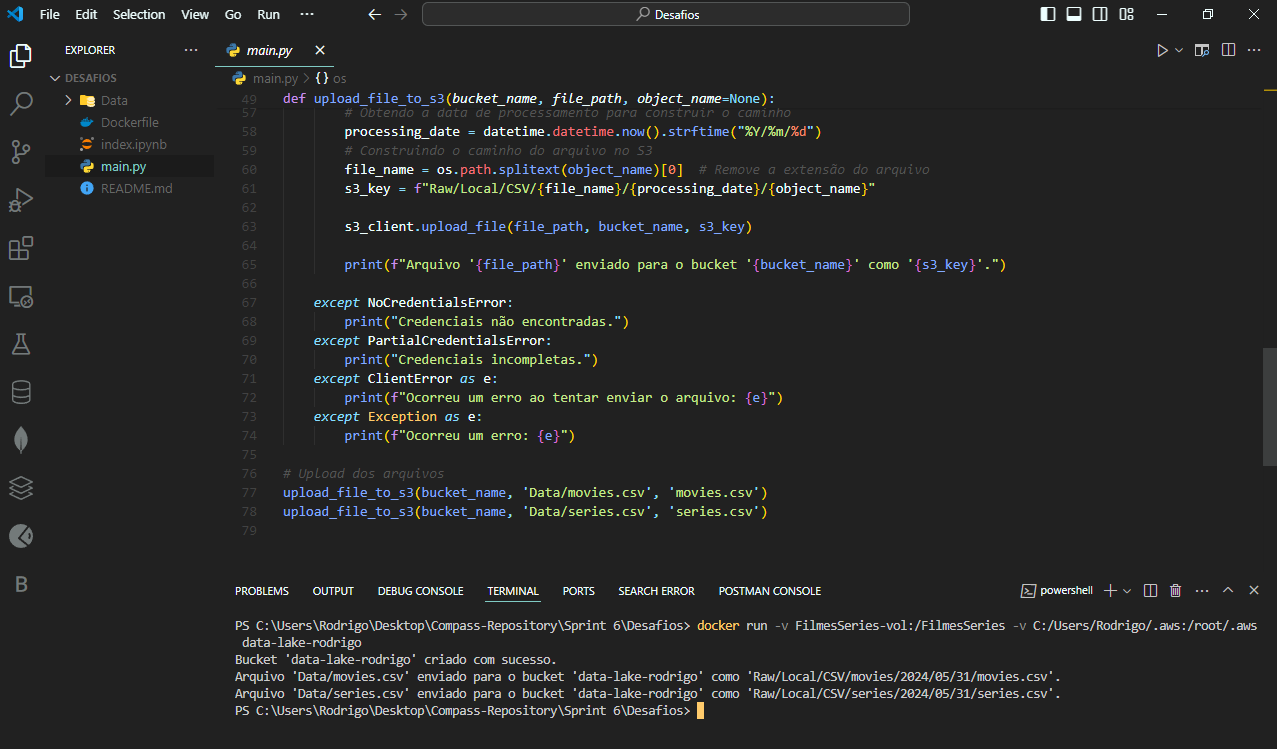 File Edit Selection View Go Run ··· Desafios
EXPLORER ···
DESAFIOS
Data
Dockerfile
index.ipynb
main.py
README.md
B
main.py
main.py > {} os
49 def upload_file_to_s3(bucket_name, file_path, object_name=None):
57 # Obtendo a data de processamento para construir o caminho
58 processing_date = datetime.datetime.now().strftime("%Y/%m/%d")
59 # Construindo o caminho do arquivo no S3
60 file_name = os.path.splitext(object_name)[0]  # Remove a extensão do arquivo
61 s3_key = f"Raw/Local/CSV/{file_name}/{processing_date}/{object_name}"
62
63 s3_client.upload_file(file_path, bucket_name, s3_key)
64
65 print(f"Arquivo '{file_path}' enviado para o bucket '{bucket_name}' como '{s3_key}'.")
66
67 except NoCredentialsError:
68 print("Credenciais não encontradas.")
69 except PartialCredentialsError:
70 print("Credenciais incompletas.")
71 except ClientError as e:
72 print(f"Ocorreu um erro ao tentar enviar o arquivo: {e}")
73 except Exception as e:
74 print(f"Ocorreu um erro: {e}")
75
76 # Upload dos arquivos
77 upload_file_to_s3(bucket_name, 'Data/movies.csv', 'movies.csv')
78 upload_file_to_s3(bucket_name, 'Data/series.csv', 'series.csv')
79
PROBLEMS OUTPUT DEBUG CONSOLE TERMINAL PORTS SEARCH ERROR POSTMAN CONSOLE powershell
PS C:\Users\Rodrigo\Desktop\Compass-Repository\Sprint 6\Desafios> docker run -v FilmesSeries-vol:/FilmesSeries -v C:/Users/Rodrigo/.aws:/root/.aws
data-lake-rodrigo
Bucket 'data-lake-rodrigo' criado com sucesso.
Arquivo 'Data/movies.csv' enviado para o bucket 'data-lake-rodrigo' como 'Raw/Local/CSV/movies/2024/05/31/movies.csv'.
Arquivo 'Data/series.csv' enviado para o bucket 'data-lake-rodrigo' como 'Raw/Local/CSV/series/2024/05/31/series.csv'.
PS C:\Users\Rodrigo\Desktop\Compass-Repository\Sprint 6\Desafios>